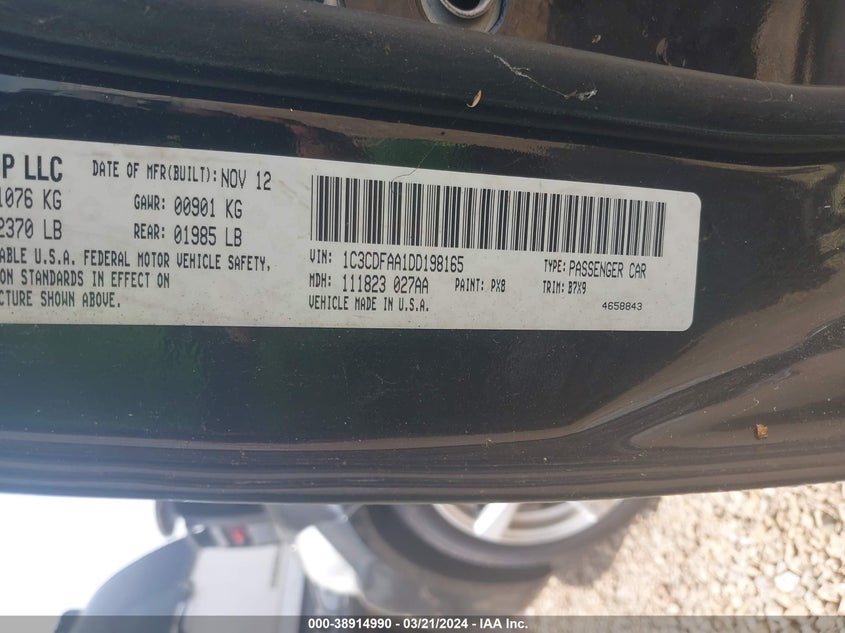 P LLC DATE OF MFR(BUILT): NOV 12
1076 KG GAWR: 00901 KG
2370 LB REAR: 01985 LB
ABLE U.S.A. FEDERAL MOTOR VEHICLE SAFETY,
ON STANDARDS IN EFFECT ON
CTURE SHOWN ABOVE.
VIN: 1C3CDFAA1DD198165 TYPE: PASSENGER CAR
MDH: 111823 027AA PAINT: PX8 TRIM: B7X9
VEHICLE MADE IN U.S.A. 4658843
000-38914990 - 03/21/2024 - IAA Inc.